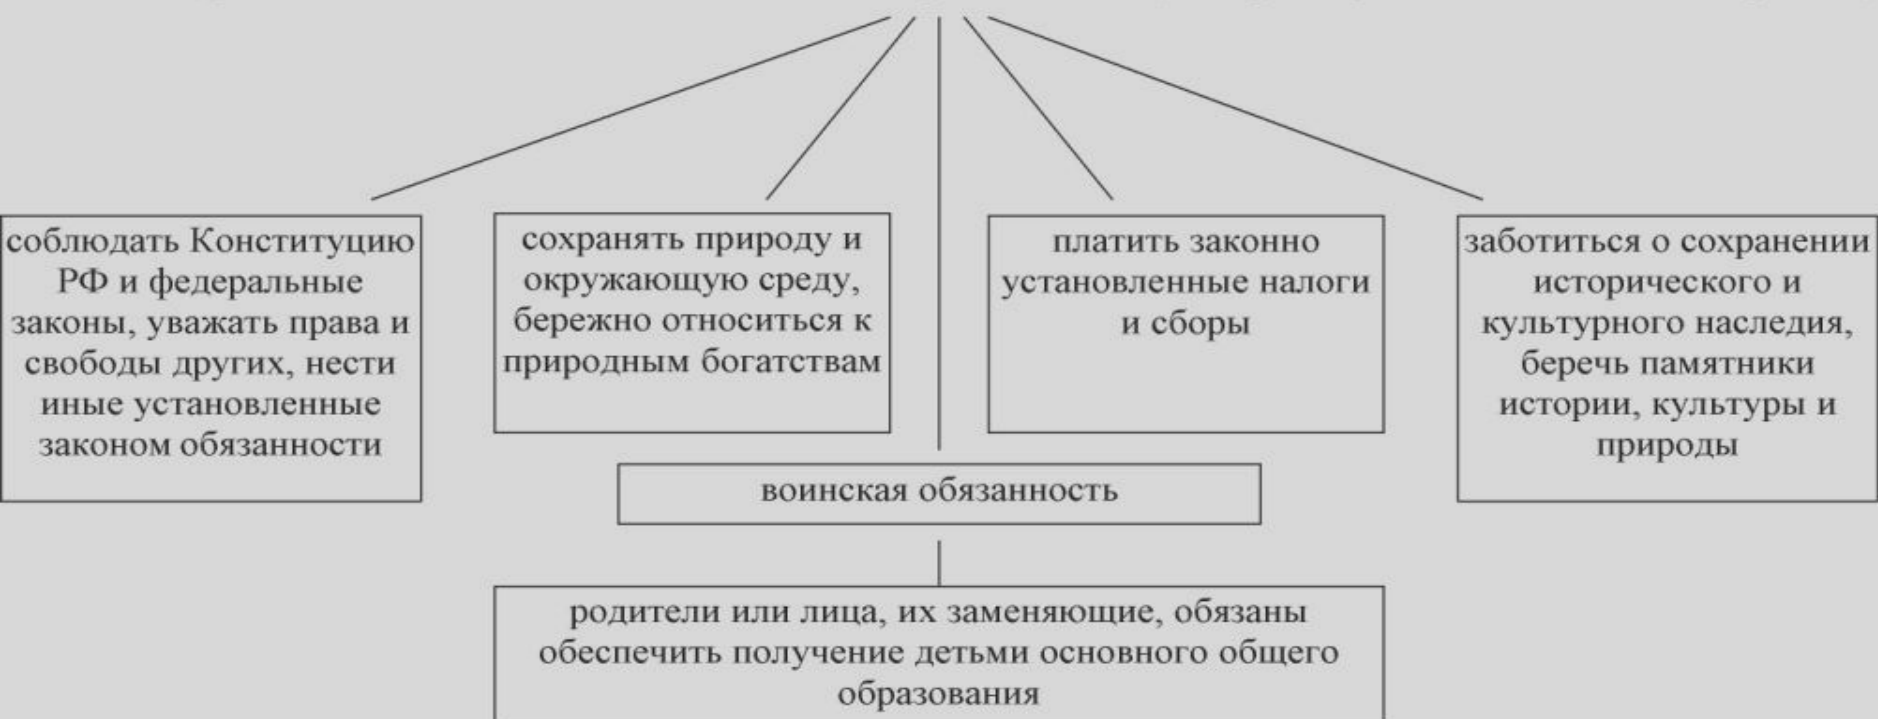 соблюдать Конституцию
РФ и федеральные
законы, уважать права и
свободы других, нести
иные установленные
законом обязанности
сохранять природу и
окружающую среду,
бережно относиться к
природным богатствам
платить законно
установленные налоги
и сборы
заботиться о сохранении
исторического и
культурного наследия,
беречь памятники
истории, культуры и
природы
воинская обязанность
родители или лица, их заменяющие, обязаны
обеспечить получение детьми основного общего
образования